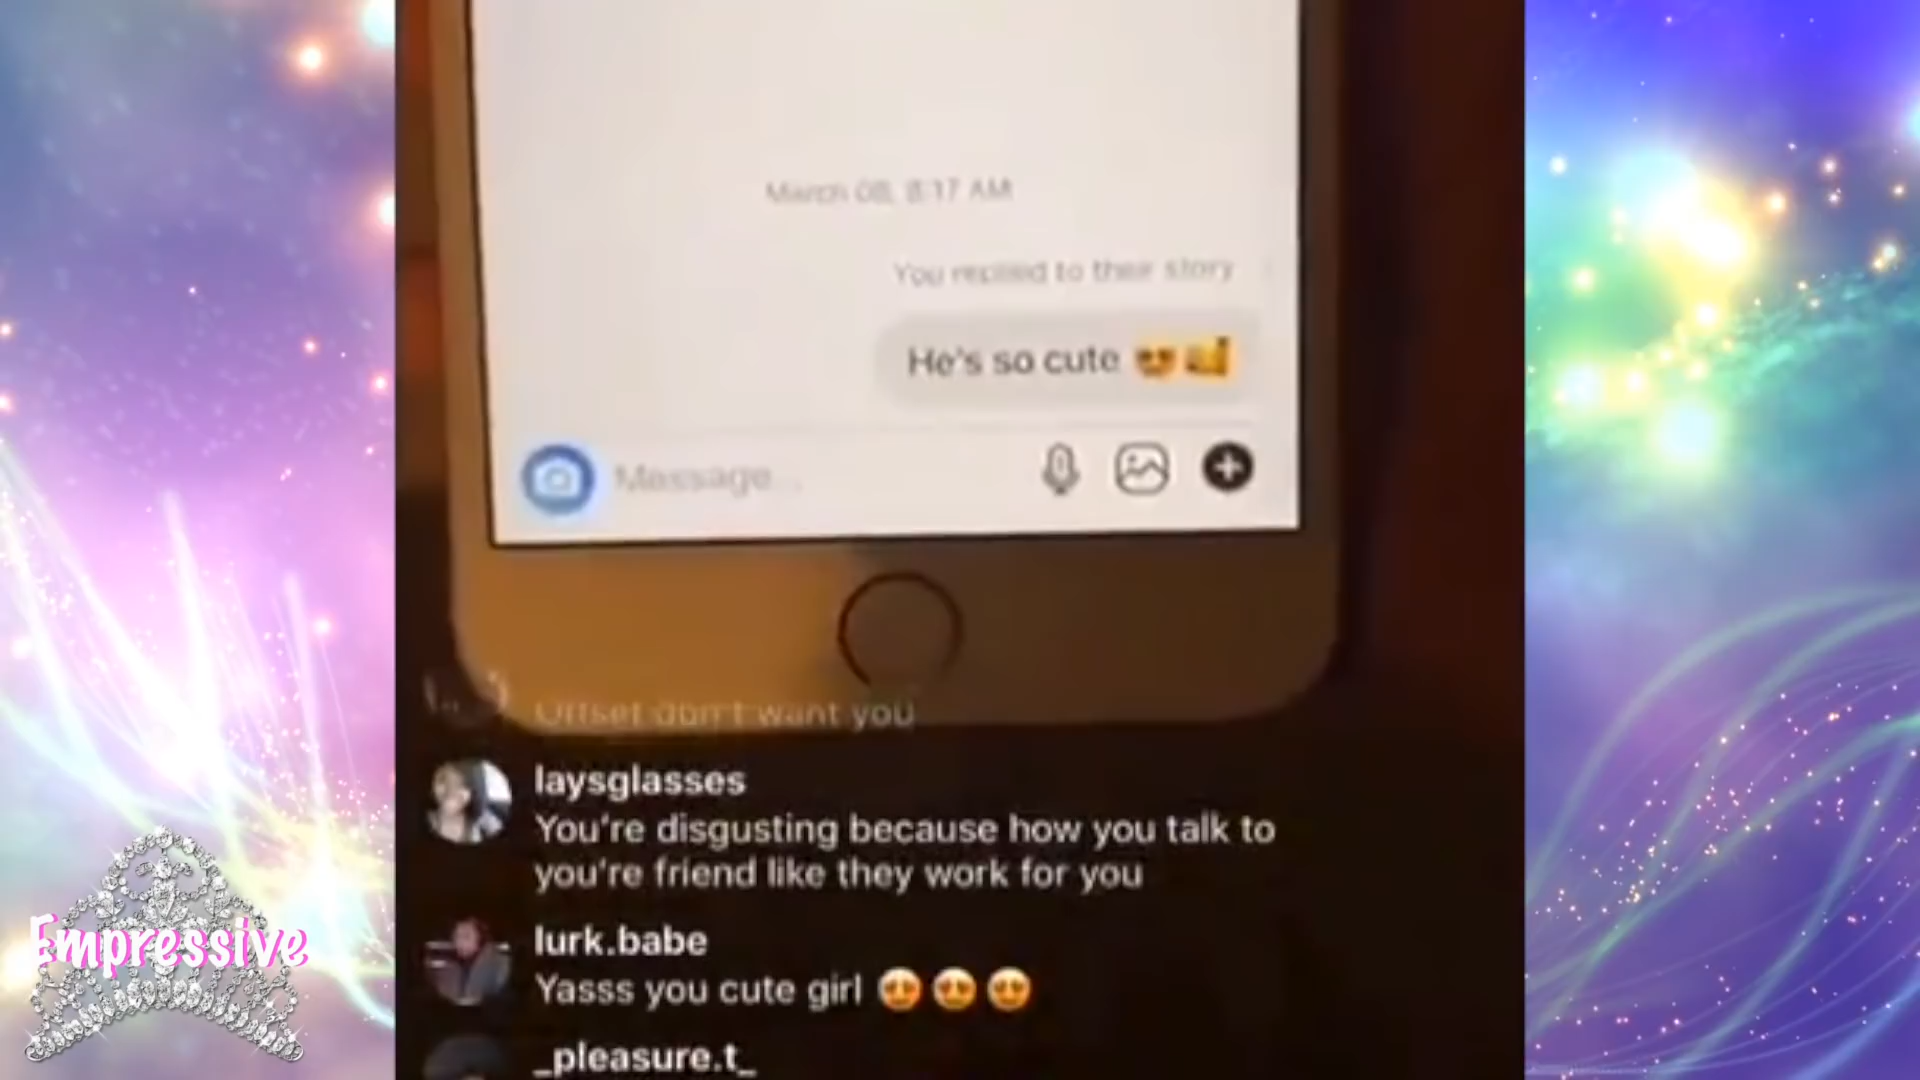 March 08, 8:17 AM
You replied to their story
He's so cute 😍🥰
Message...
Offset don't want you
laysglasses
You're disgusting because how you talk to
you're friend like they work for you
lurk.babe
Yasss you cute girl 😍😍😍
_pleasure.t_
Empressive